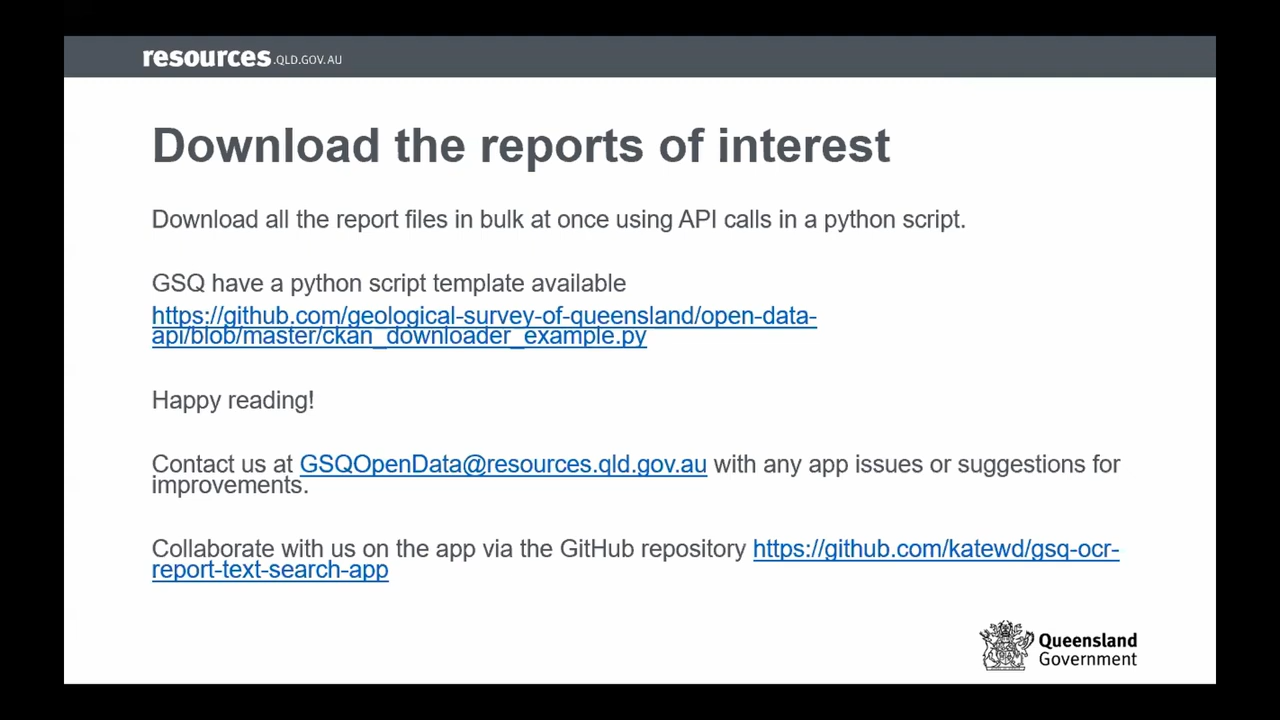 resources.QLD.GOV.AU
Download the reports of interest
Download all the report files in bulk at once using API calls in a python script.
GSQ have a python script template available
https://github.com/geological-survey-of-queensland/open-data-
api/blob/master/ckan_downloader_example.py
Happy reading!
Contact us at GSQOpenData@resources.qld.gov.au with any app issues or suggestions for
improvements.
Collaborate with us on the app via the GitHub repository https://github.com/katewd/gsq-ocr-
report-text-search-app
Queensland
Government